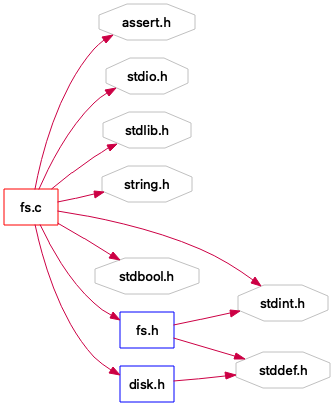 assert.h
stdio.h
stdlib.h
string.h
fs.c
stdbool.h
stdint.h
fs.h
stddef.h
disk.h